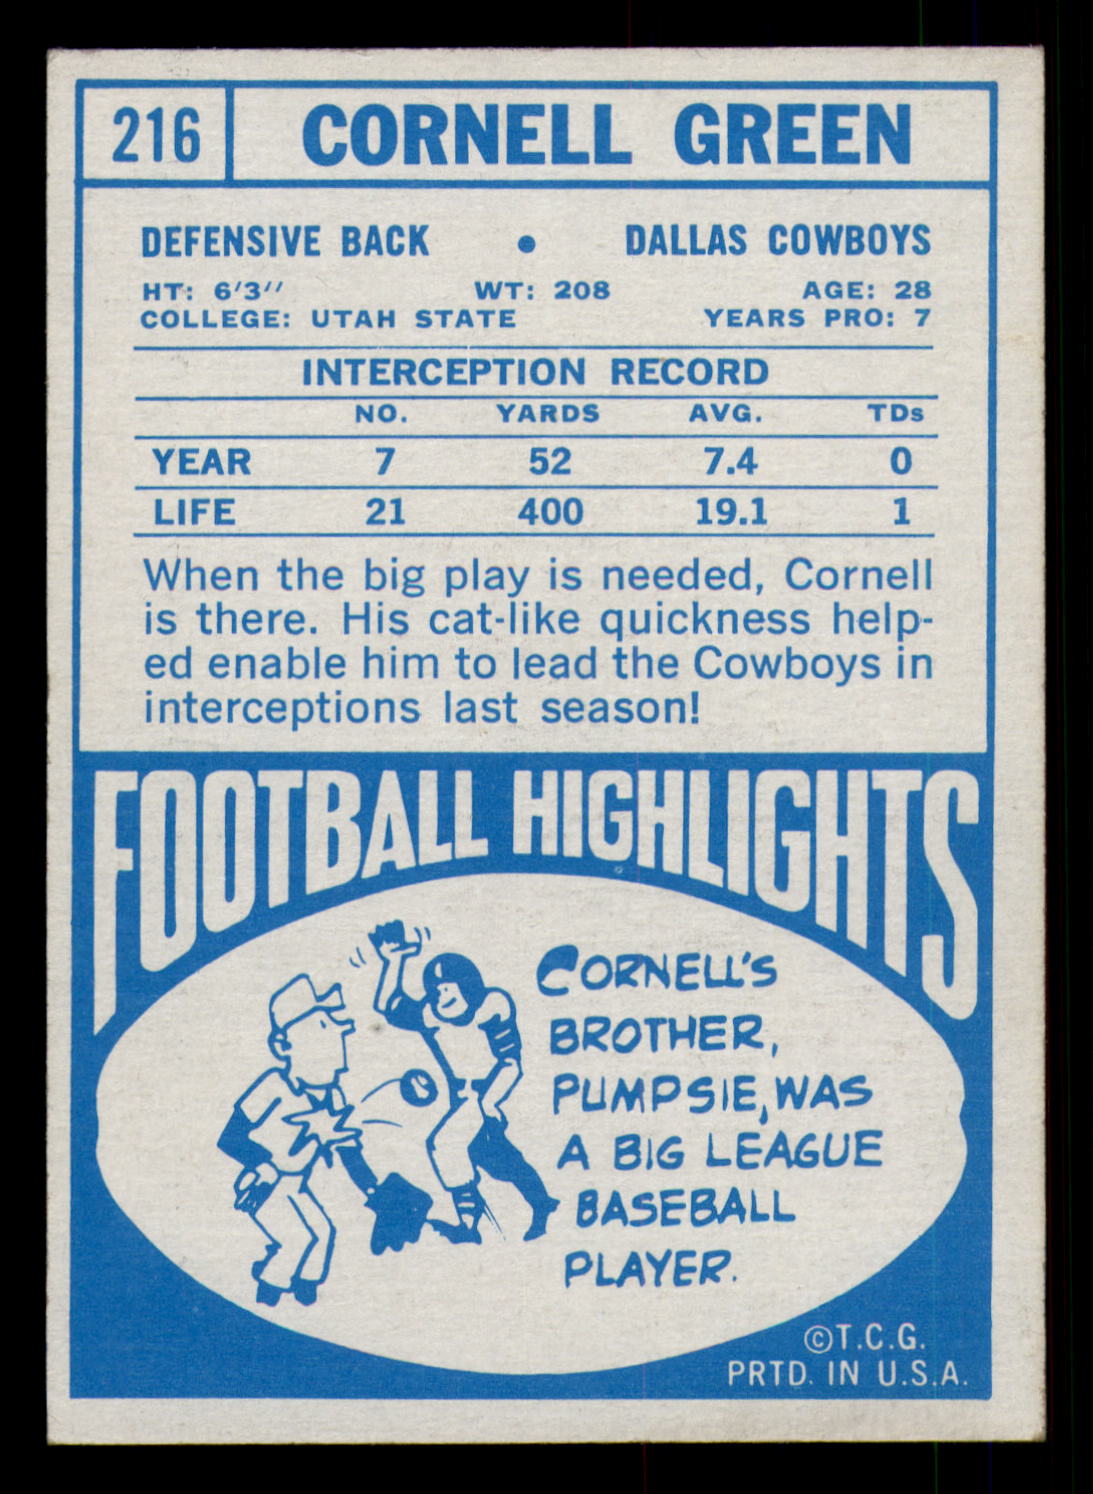 216 CORNELL GREEN
DEFENSIVE BACK • DALLAS COWBOYS
HT: 6'3" WT: 208 AGE: 28
COLLEGE: UTAH STATE YEARS PRO: 7
INTERCEPTION RECORD
NO. YARDS AVG. TDs
YEAR 7 52 7.4 0
LIFE 21 400 19.1 1
When the big play is needed, Cornell
is there. His cat-like quickness help-
ed enable him to lead the Cowboys in
interceptions last season!
FOOTBALL HIGHLIGHTS
CORNELL'S
BROTHER,
PUMPSIE, WAS
A BIG LEAGUE
BASEBALL
PLAYER.
©T.C.G.
PRTD. IN U.S.A.